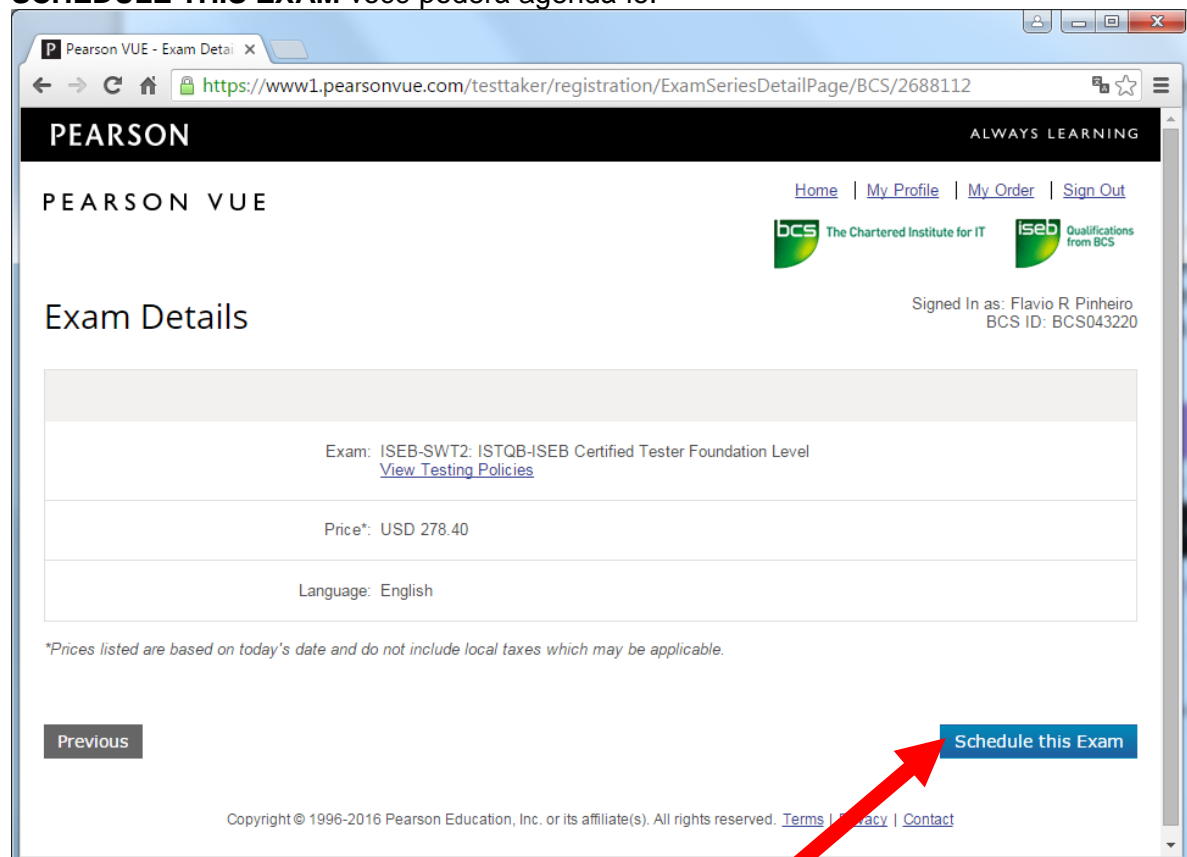 SCHEDULE THIS EXAM você poderá agendá-lo.
Pearson VUE - Exam Detai
https://www1.pearsonvue.com/testtaker/registration/ExamSeriesDetailPage/BCS/2688112
PEARSON
ALWAYS LEARNING
PEARSON VUE
Home | My Profile | My Order | Sign Out
bcs The Chartered Institute for IT
iseb Qualifications
from BCS
Exam Details
Signed In as: Flavio R Pinheiro
BCS ID: BCS043220
Exam: ISEB-SWT2: ISTQB-ISEB Certified Tester Foundation Level
View Testing Policies
Price*: USD 278.40
Language: English
*Prices listed are based on today's date and do not include local taxes which may be applicable.
Previous
Schedule this Exam
Copyright © 1996-2016 Pearson Education, Inc. or its affiliate(s). All rights reserved. Terms | Privacy | Contact